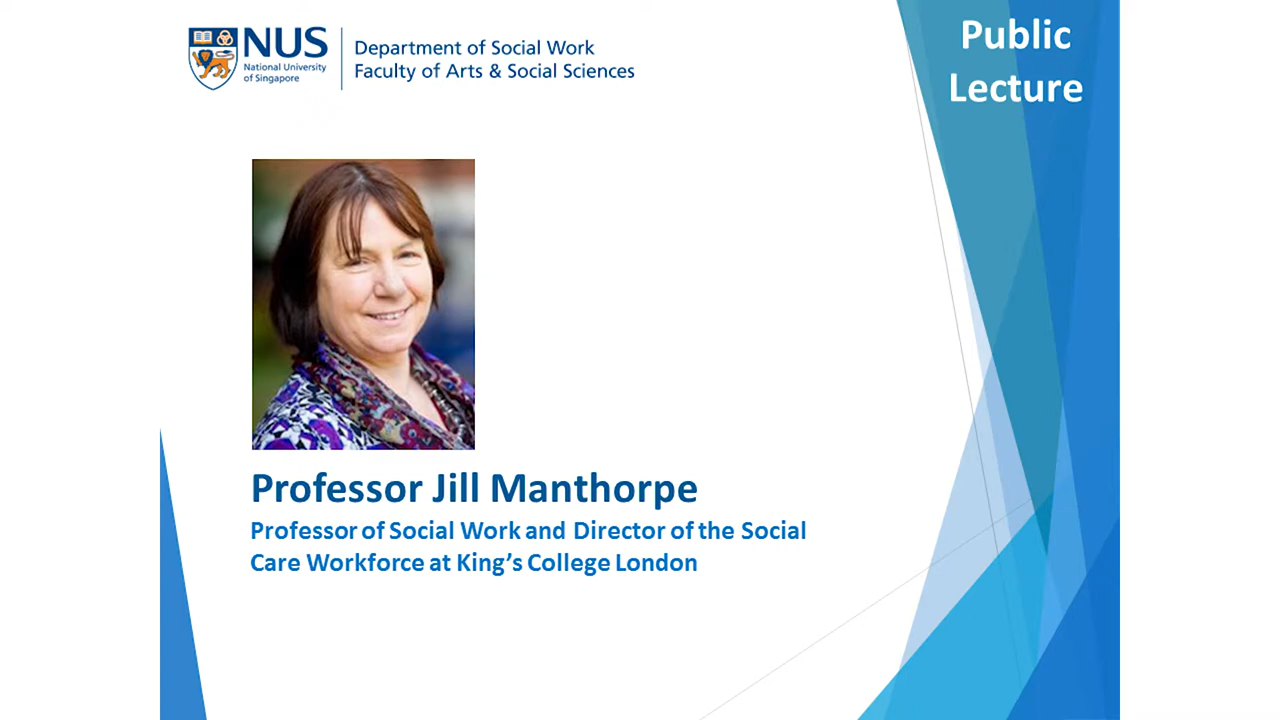 NUS
National University
of Singapore
Department of Social Work
Faculty of Arts & Social Sciences
Public
Lecture
Professor Jill Manthorpe
Professor of Social Work and Director of the Social
Care Workforce at King’s College London